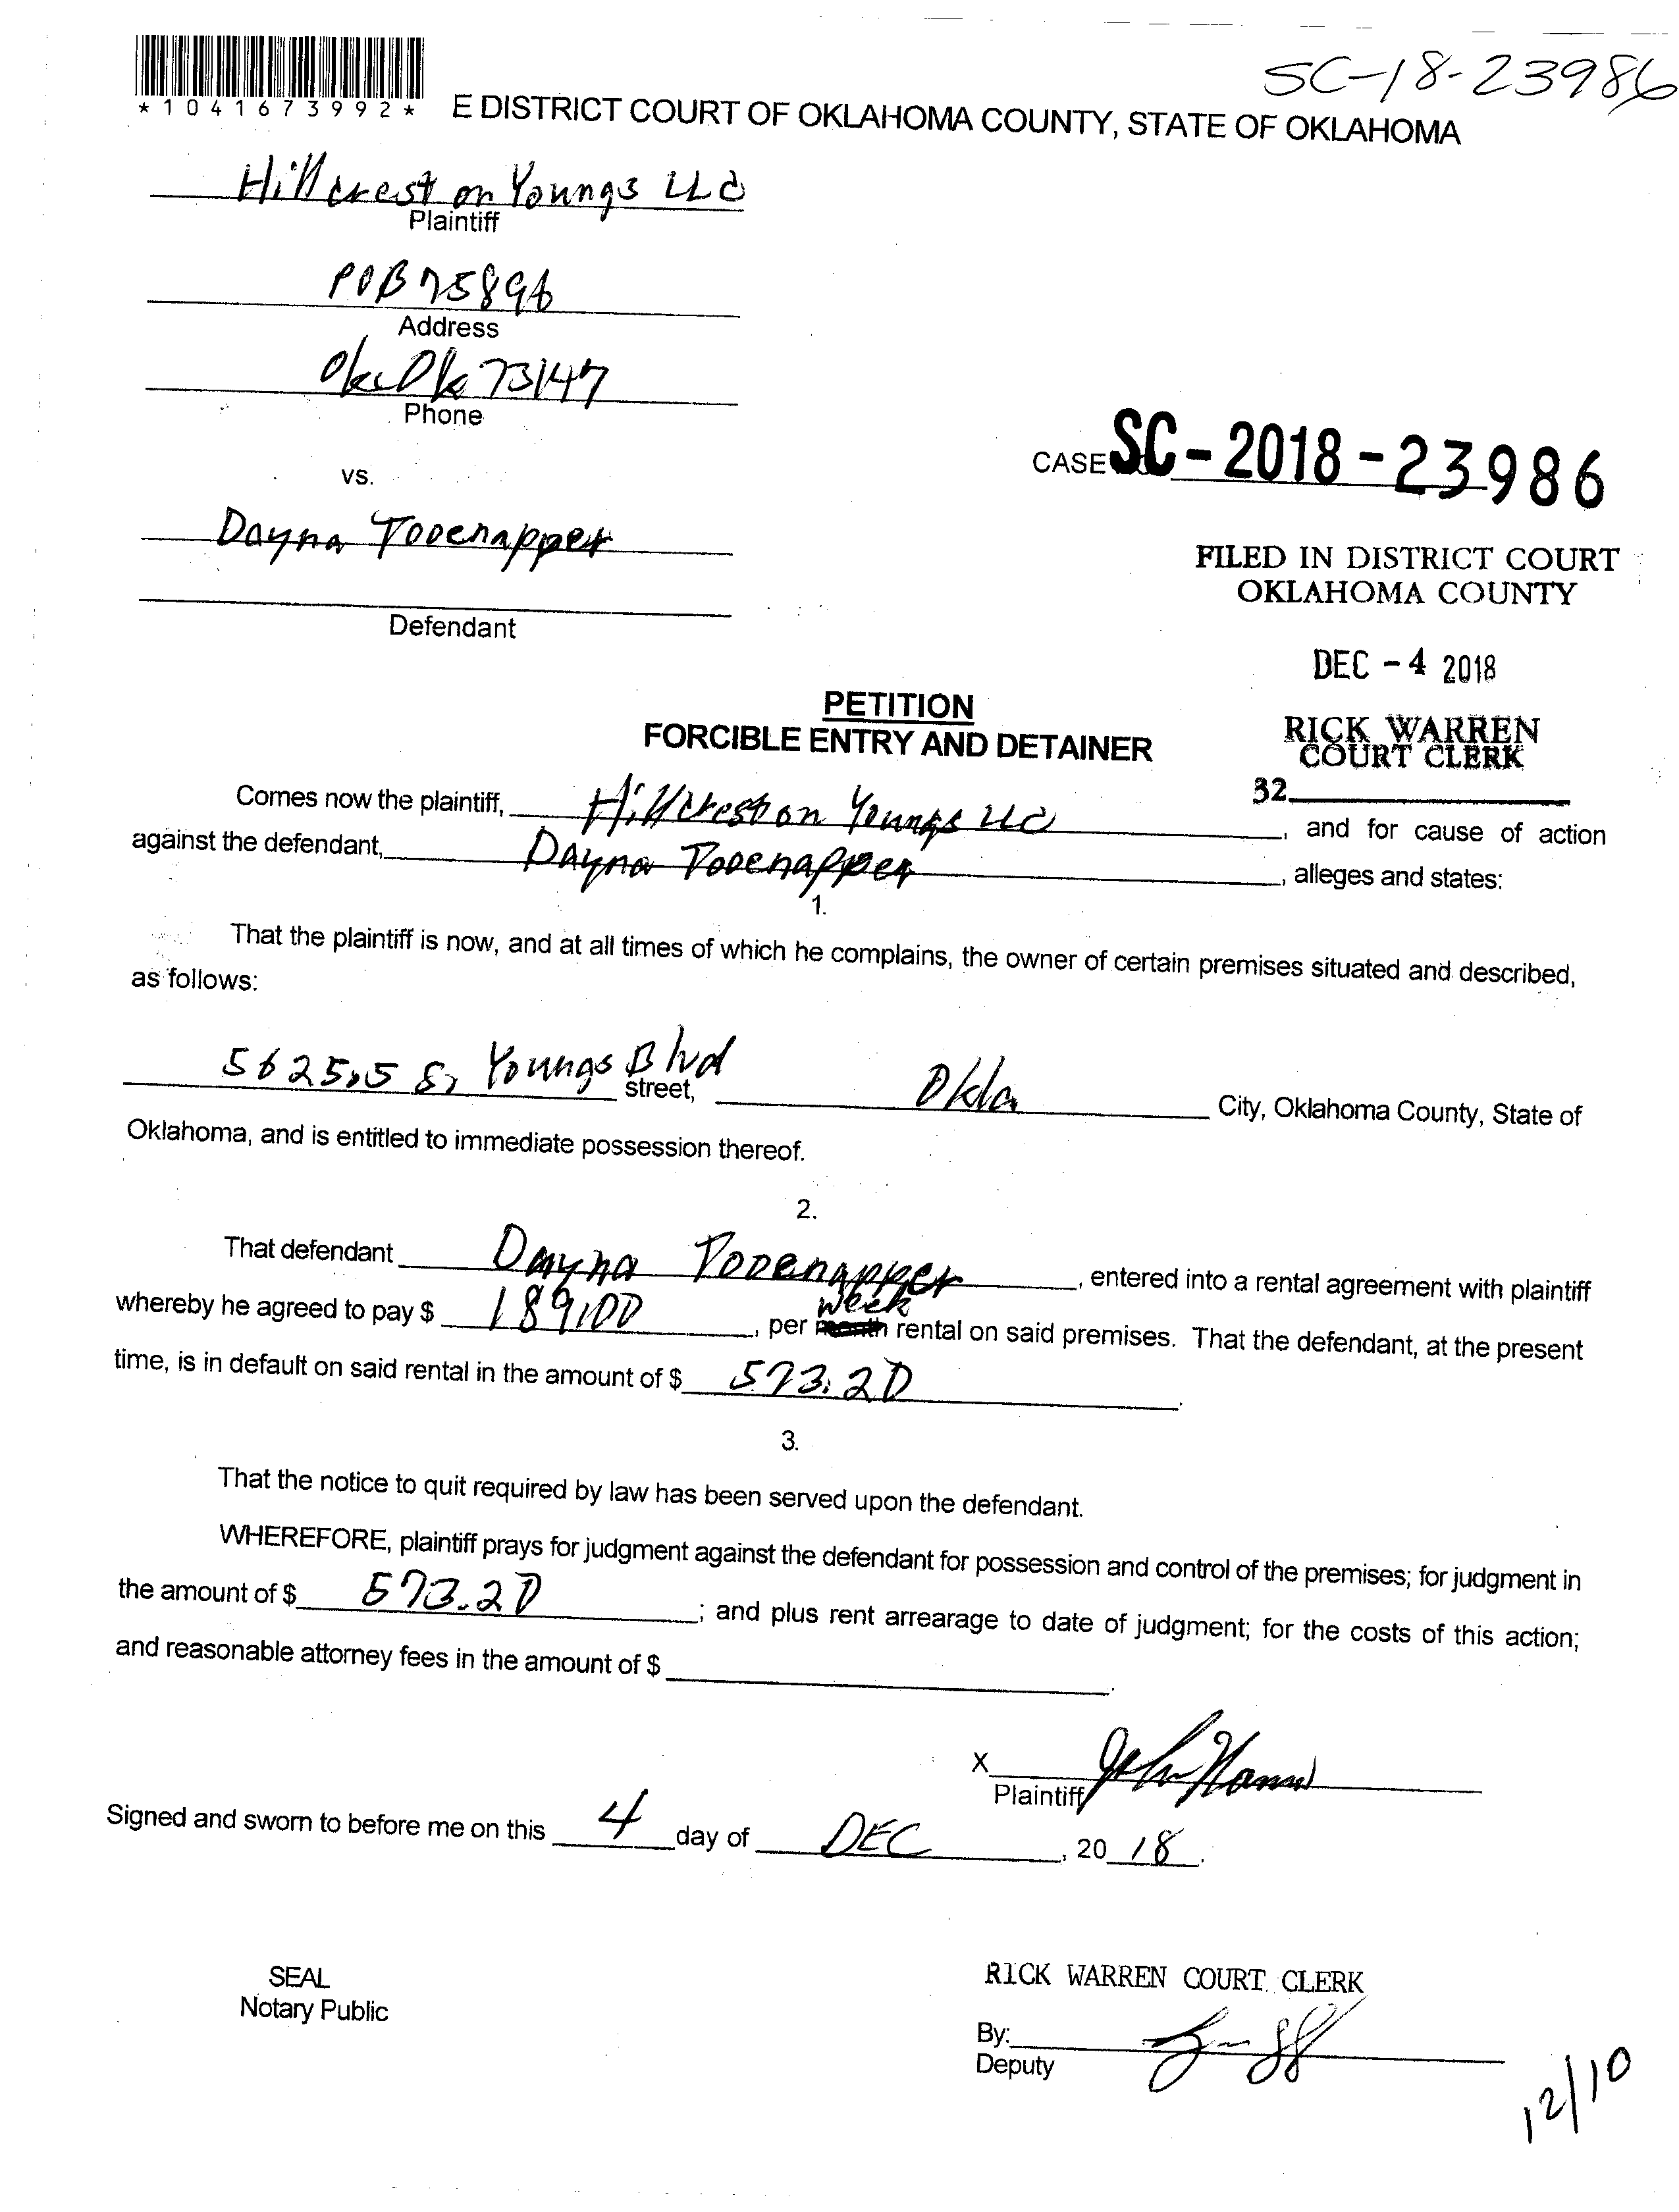 SC-18-23986
*1041673992*
E DISTRICT COURT OF OKLAHOMA COUNTY, STATE OF OKLAHOMA
Hillcrest on Youngs LLC
Plaintiff
POB 75896
Address
Okc Ok 73147
Phone
CASE SC-2018-23986
vs.
Dayna Todenapper
FILED IN DISTRICT COURT
OKLAHOMA COUNTY
Defendant
DEC -4 2018
PETITION
FORCIBLE ENTRY AND DETAINER
RICK WARREN
COURT CLERK
32
Comes now the plaintiff, Hillcrest on Youngs LLC, and for cause of action
against the defendant, Dayna Todenapper, alleges and states:
1.
That the plaintiff is now, and at all times of which he complains, the owner of certain premises situated and described,
as follows:
5625.5 S. Youngs Blvd street, Okla City, Oklahoma County, State of
Oklahoma, and is entitled to immediate possession thereof.
2.
That defendant Dayna Todenapper, entered into a rental agreement with plaintiff
whereby he agreed to pay $ 189.00, per month week rental on said premises. That the defendant, at the present
time, is in default on said rental in the amount of $ 573.20.
3.
That the notice to quit required by law has been served upon the defendant.
WHEREFORE, plaintiff prays for judgment against the defendant for possession and control of the premises; for judgment in
the amount of $ 573.20; and plus rent arrearage to date of judgment; for the costs of this action;
and reasonable attorney fees in the amount of $
X
Plaintiff
Signed and sworn to before me on this 4 day of DEC, 20 18.
SEAL
Notary Public
RICK WARREN COURT CLERK
By:
Deputy
12/10